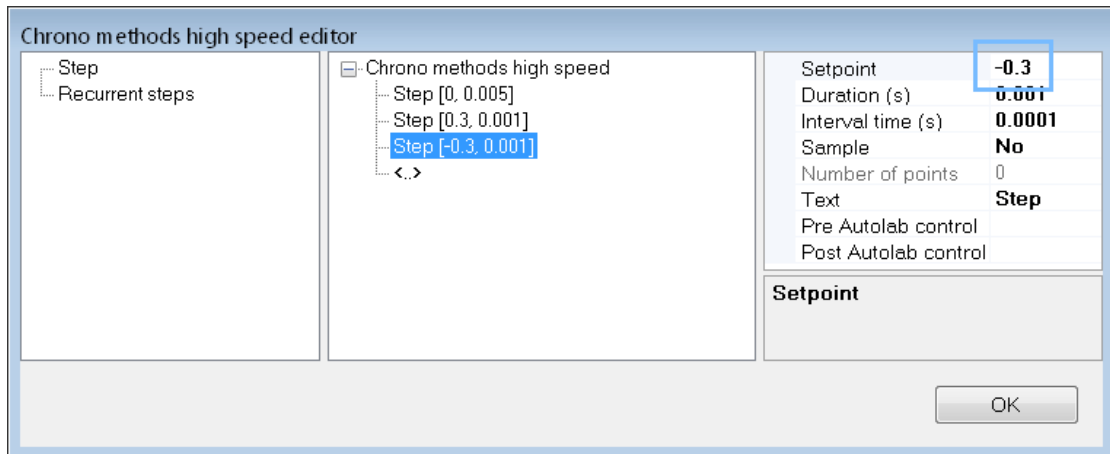 Chrono methods high speed editor
Step
Recurrent steps
Chrono methods high speed
Step [0, 0.005]
Step [0.3, 0.001]
Step [-0.3, 0.001]
<..>
Setpoint -0.3
Duration (s) 0.001
Interval time (s) 0.0001
Sample No
Number of points 0
Text Step
Pre Autolab control
Post Autolab control
Setpoint
OK